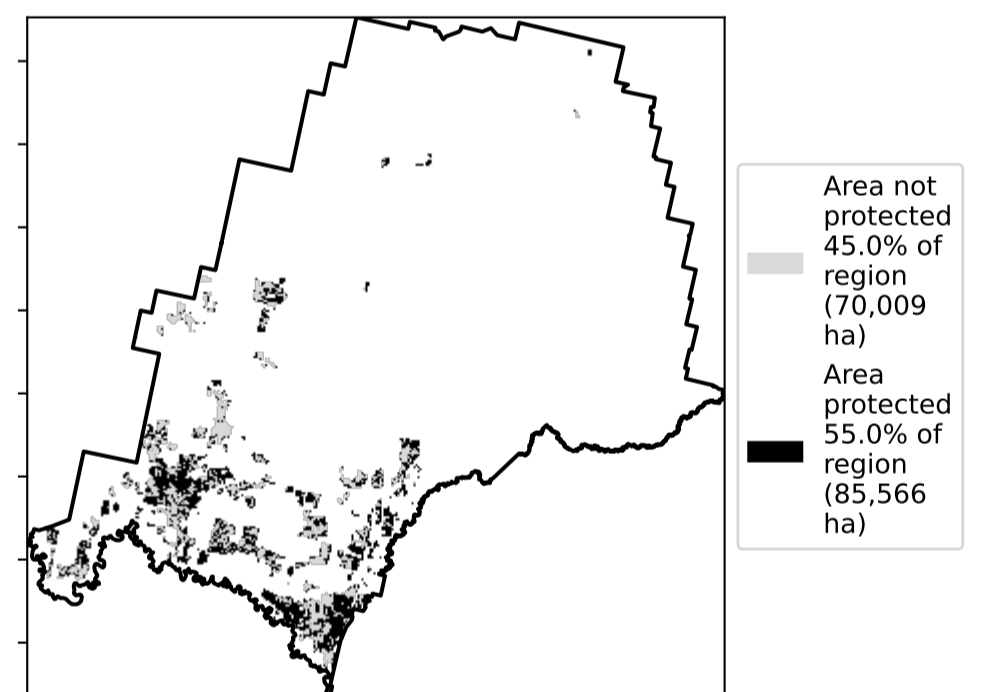 Area not
protected
45.0% of
region
(70,009
ha)
Area
protected
55.0% of
region
(85,566
ha)